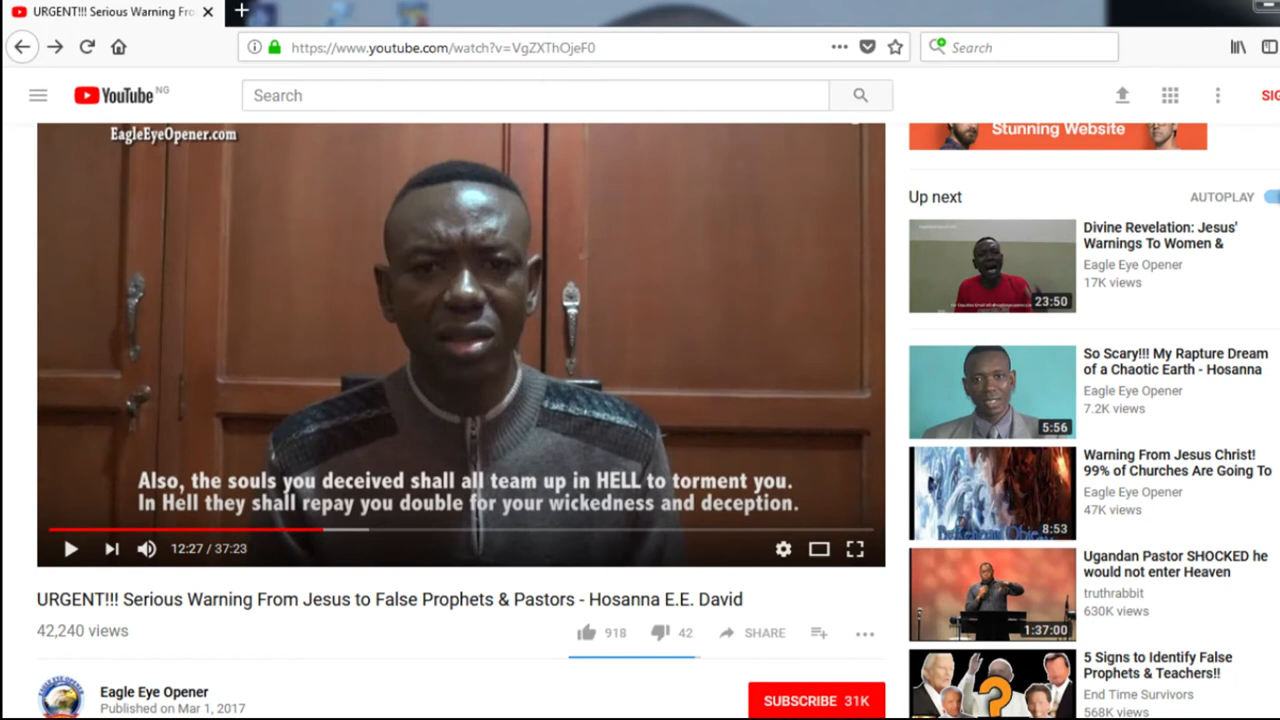 URGENT!!! Serious Warning Fro
https://www.youtube.com/watch?v=VgZXThOjeF0
Search
YouTube NG
Search
SIG
EagleEyeOpener.com
Also, the souls you deceived shall all team up in HELL to torment you.
In Hell they shall repay you double for your wickedness and deception.
12:27 / 37:23
URGENT!!! Serious Warning From Jesus to False Prophets & Pastors - Hosanna E.E. David
42,240 views
918
42
SHARE
Eagle Eye Opener
Published on Mar 1, 2017
SUBSCRIBE 31K
Stunning Website
Up next
AUTOPLAY
23:50
Divine Revelation: Jesus'
Warnings To Women &
Eagle Eye Opener
17K views
5:56
So Scary!!! My Rapture Dream
of a Chaotic Earth - Hosanna
Eagle Eye Opener
7.2K views
8:53
Warning From Jesus Christ!
99% of Churches Are Going To
Eagle Eye Opener
47K views
1:37:00
Ugandan Pastor SHOCKED he
would not enter Heaven
truthrabbit
630K views
5 Signs to Identify False
Prophets & Teachers!!
End Time Survivors
568K views